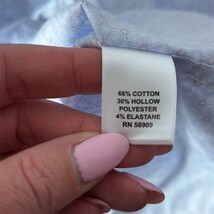 66% COTTON
30% HOLLOW
POLYESTER
4% ELASTANE
RN 58909